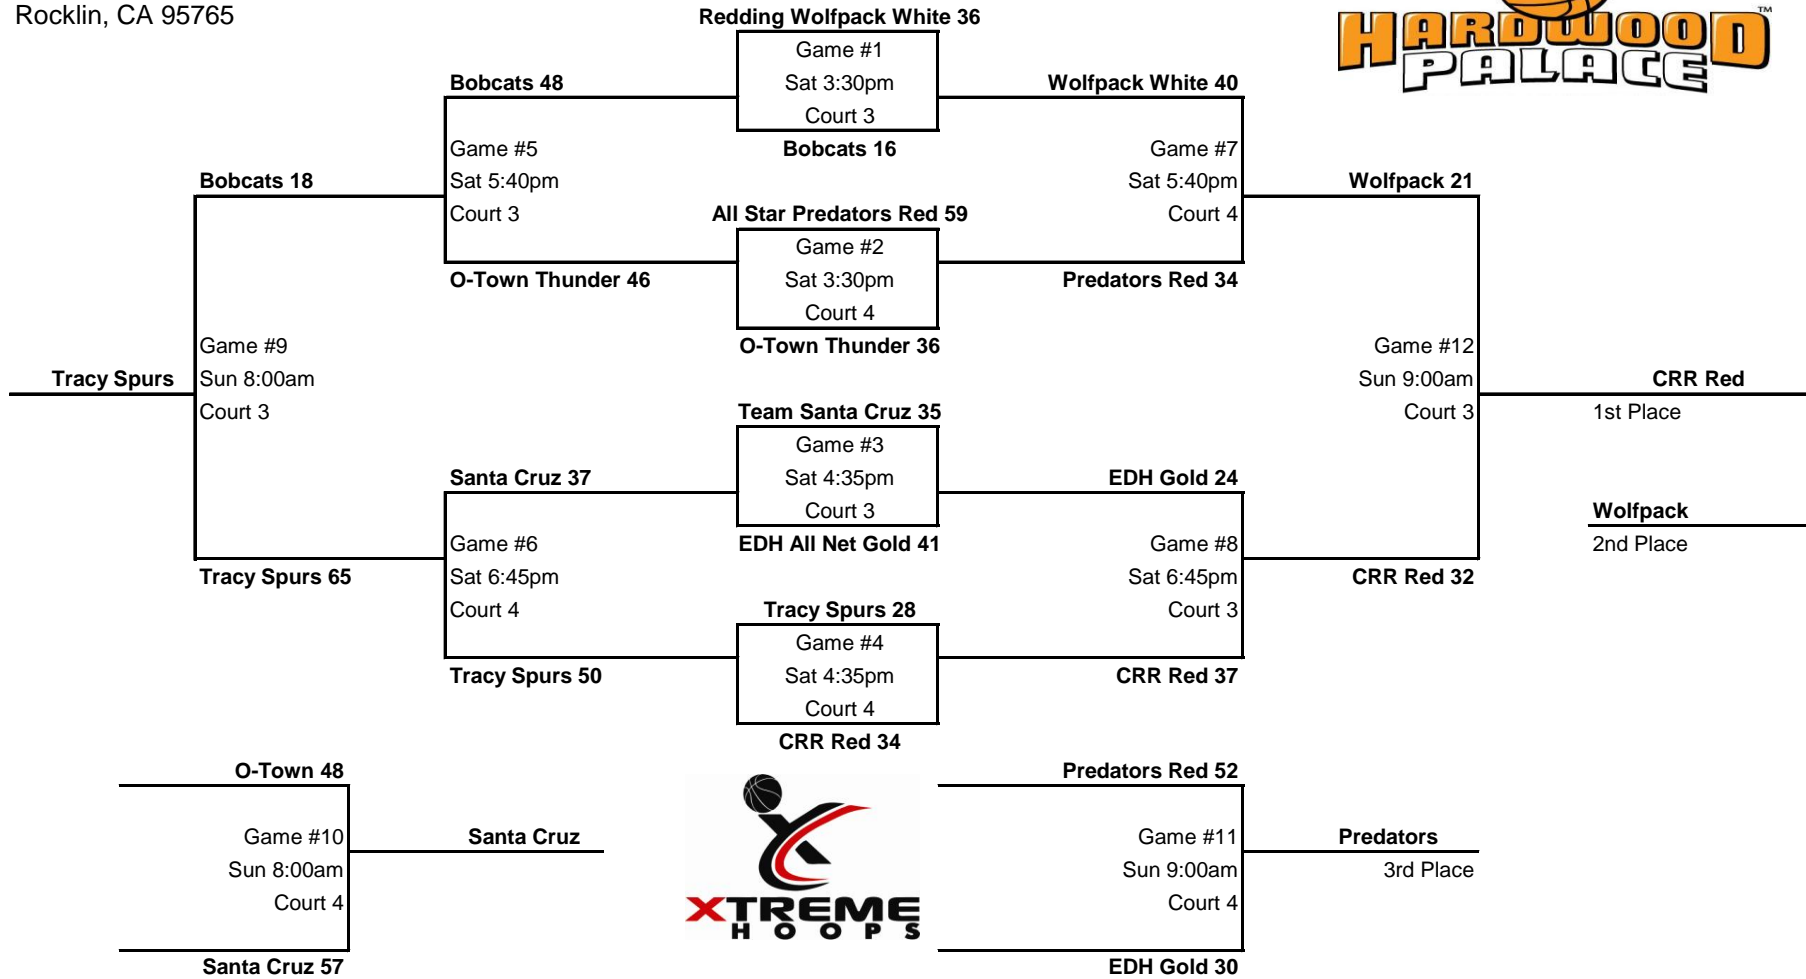 Rocklin, CA 95765
HARDWOOD
PALACE
™
Redding Wolfpack White 36
Game #1
Sat 3:30pm
Court 3
Bobcats 16
Bobcats 48
Game #5
Sat 5:40pm
Court 3
O-Town Thunder 46
Wolfpack White 40
Game #7
Sat 5:40pm
Court 4
Predators Red 34
All Star Predators Red 59
Game #2
Sat 3:30pm
Court 4
O-Town Thunder 36
Bobcats 18
Game #9
Sun 8:00am
Court 3
Tracy Spurs 65
Tracy Spurs
Wolfpack 21
Game #12
Sun 9:00am
Court 3
CRR Red 32
CRR Red
1st Place
Wolfpack
2nd Place
Team Santa Cruz 35
Game #3
Sat 4:35pm
Court 3
EDH All Net Gold 41
Santa Cruz 37
Game #6
Sat 6:45pm
Court 4
Tracy Spurs 50
EDH Gold 24
Game #8
Sat 6:45pm
Court 3
CRR Red 37
Tracy Spurs 28
Game #4
Sat 4:35pm
Court 4
CRR Red 34
O-Town 48
Game #10
Sun 8:00am
Court 4
Santa Cruz 57
Santa Cruz
XTREME
HOOPS
Predators Red 52
Game #11
Sun 9:00am
Court 4
EDH Gold 30
Predators
3rd Place